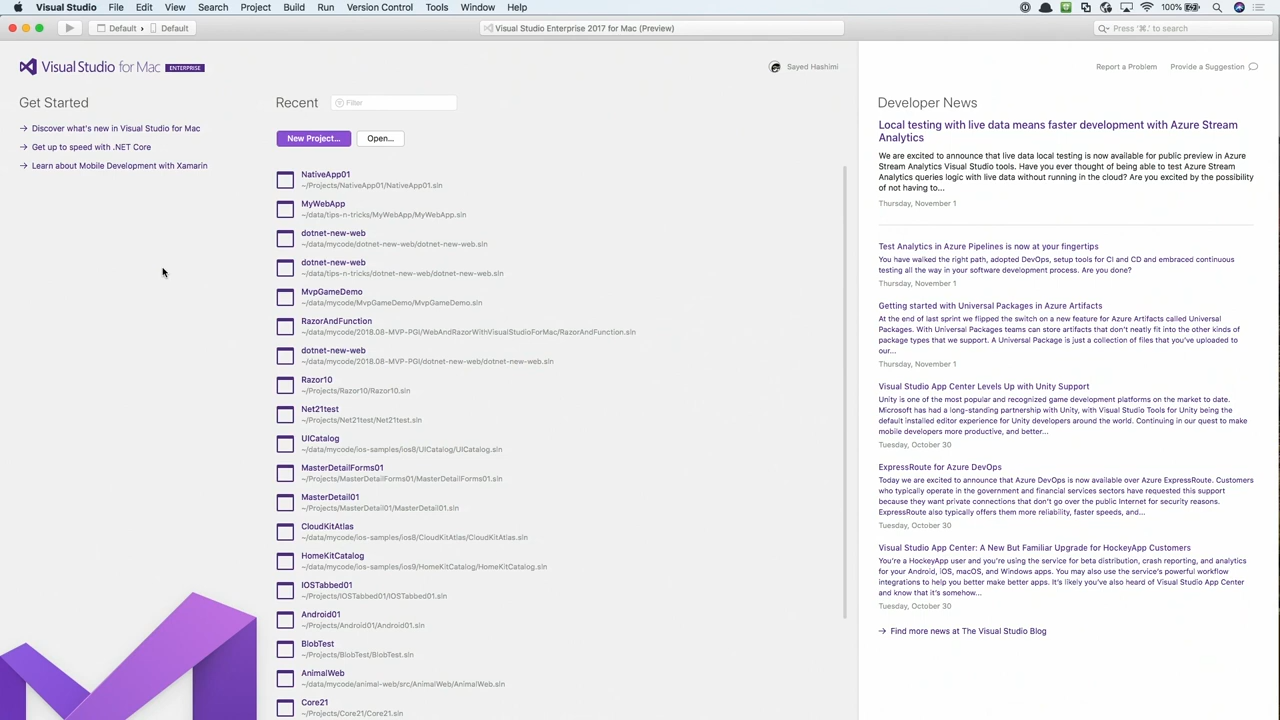 Visual Studio File Edit View Search Project Build Run Version Control Tools Window Help 100%
Default › Default
Visual Studio Enterprise 2017 for Mac (Preview)
Press '⌘.' to search
Visual Studio for Mac ENTERPRISE
Sayed Hashimi
Get Started
Discover what's new in Visual Studio for Mac
Get up to speed with .NET Core
Learn about Mobile Development with Xamarin
Recent
Filter
New Project...
Open...
NativeApp01
~/Projects/NativeApp01/NativeApp01.sln
MyWebApp
~/data/tips-n-tricks/MyWebApp/MyWebApp.sln
dotnet-new-web
~/data/mycode/dotnet-new-web/dotnet-new-web.sln
dotnet-new-web
~/data/tips-n-tricks/dotnet-new-web/dotnet-new-web.sln
MvpGameDemo
~/data/mycode/MvpGameDemo/MvpGameDemo.sln
RazorAndFunction
~/data/mycode/2018.08-MVP-PGI/WebAndRazorWithVisualStudioForMac/RazorAndFunction.sln
dotnet-new-web
~/data/mycode/2018.08-MVP-PGI/dotnet-new-web/dotnet-new-web.sln
Razor10
~/Projects/Razor10/Razor10.sln
Net21test
~/Projects/Net21test/Net21test.sln
UICatalog
~/data/mycode/ios-samples/ios8/UICatalog/UICatalog.sln
MasterDetailForms01
~/Projects/MasterDetailForms01/MasterDetailForms01.sln
MasterDetail01
~/Projects/MasterDetail01/MasterDetail01.sln
CloudKitAtlas
~/data/mycode/ios-samples/ios8/CloudKitAtlas/CloudKitAtlas.sln
HomeKitCatalog
~/data/mycode/ios-samples/ios9/HomeKitCatalog/HomeKitCatalog.sln
IOSTabbed01
~/Projects/IOSTabbed01/IOSTabbed01.sln
Android01
~/Projects/Android01/Android01.sln
BlobTest
~/Projects/BlobTest/BlobTest.sln
AnimalWeb
~/data/mycode/animal-web/src/AnimalWeb/AnimalWeb.sln
Core21
~/Projects/Core21/Core21.sln
Report a Problem
Provide a Suggestion
Developer News
Local testing with live data means faster development with Azure Stream
Analytics
We are excited to announce that live data local testing is now available for public preview in Azure
Stream Analytics Visual Studio tools. Have you ever thought of being able to test Azure Stream
Analytics queries logic with live data without running in the cloud? Are you excited by the possibility
of not having to...
Thursday, November 1
Test Analytics in Azure Pipelines is now at your fingertips
You have walked the right path, adopted DevOps, setup tools for CI and CD and embraced continuous
testing all the way in your software development process. Are you done?
Thursday, November 1
Getting started with Universal Packages in Azure Artifacts
At the end of last sprint we flipped the switch on a new feature for Azure Artifacts called Universal
Packages. With Universal Packages teams can store artifacts that don't neatly fit into the other kinds of
package types that we support. A Universal Package is just a collection of files that you've uploaded to
our...
Thursday, November 1
Visual Studio App Center Levels Up with Unity Support
Unity is one of the most popular and recognized game development platforms on the market to date.
Microsoft has had a long-standing partnership with Unity, with Visual Studio Tools for Unity being the
default installed editor experience for Unity developers around the world. Continuing in our quest to make
mobile developers more productive, and better...
Tuesday, October 30
ExpressRoute for Azure DevOps
Today we are excited to announce that Azure DevOps is now available over Azure ExpressRoute. Customers
who typically operate in the government and financial services sectors have requested this support
because they want private connections that don't go over the public Internet for security reasons.
ExpressRoute also typically offers them more reliability, faster speeds, and...
Tuesday, October 30
Visual Studio App Center: A New But Familiar Upgrade for HockeyApp Customers
You're a HockeyApp user and you're using the service for beta distribution, crash reporting, and analytics
for your Android, iOS, macOS, and Windows apps. You may also use the service's powerful workflow
integrations to help you better make better apps. It's likely you've also heard of Visual Studio App Center
and know that it's somehow...
Tuesday, October 30
Find more news at The Visual Studio Blog